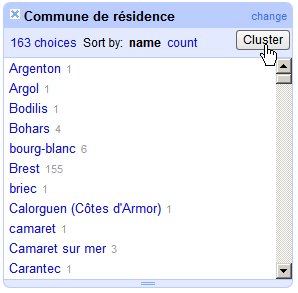 Commune de résidence change
163 choices Sort by: name count Cluster
Argenton 1
Argol 1
Bodilis 1
Bohars 4
bourg-blanc 6
Brest 155
briec 1
Calorguen (Côtes d'Armor) 1
camaret 1
Camaret sur mer 3
Carantec 1